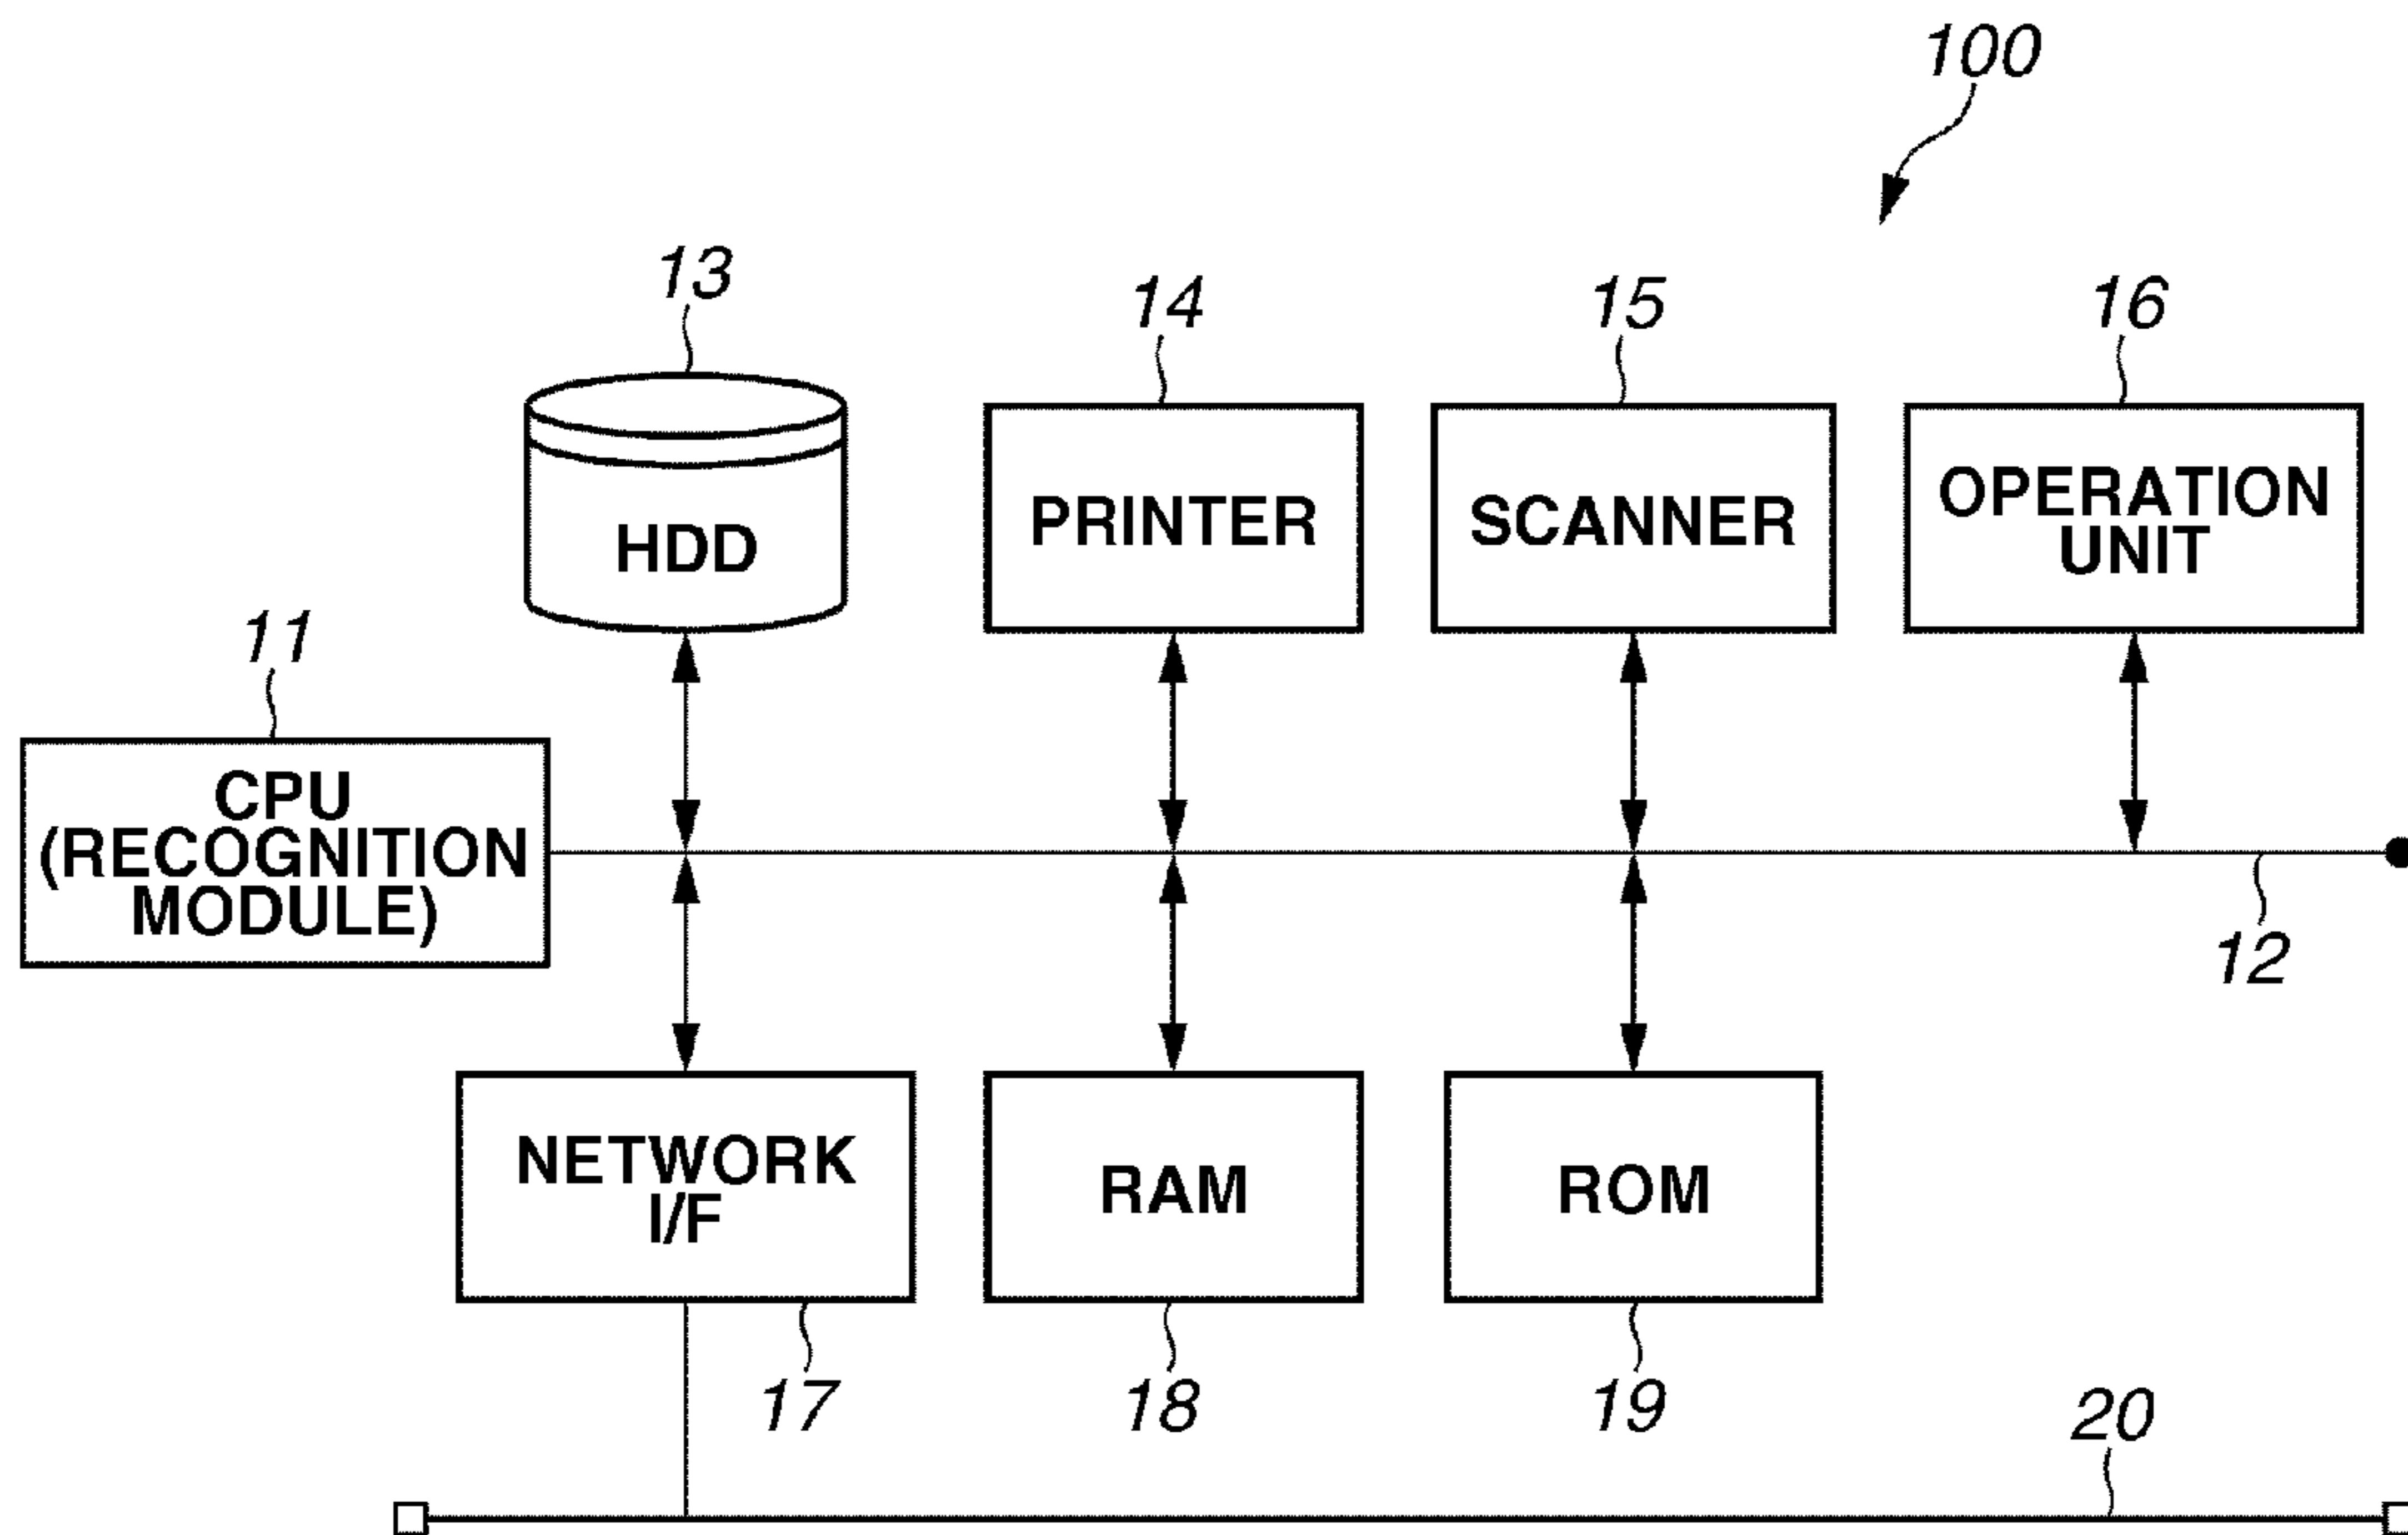 100
13
14
15
16
HDD
PRINTER
SCANNER
OPERATION
UNIT
11
CPU
(RECOGNITION
MODULE)
12
NETWORK
I/F
RAM
ROM
17
18
19
20